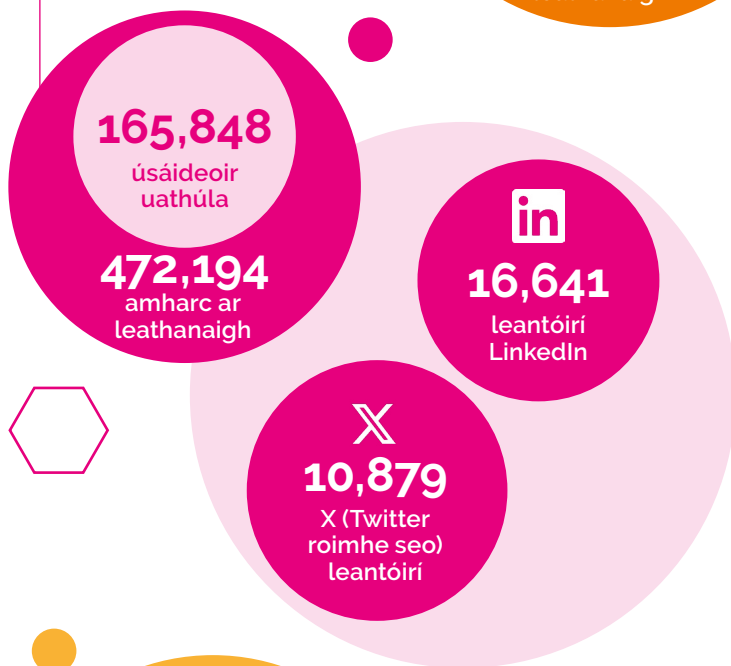 165,848
úsáideoir
uathúla
472,194
amharc ar
leathanaigh
in
16,641
leantóirí
LinkedIn
X
10,879
X (Twitter
roimhe seo)
leantóirí